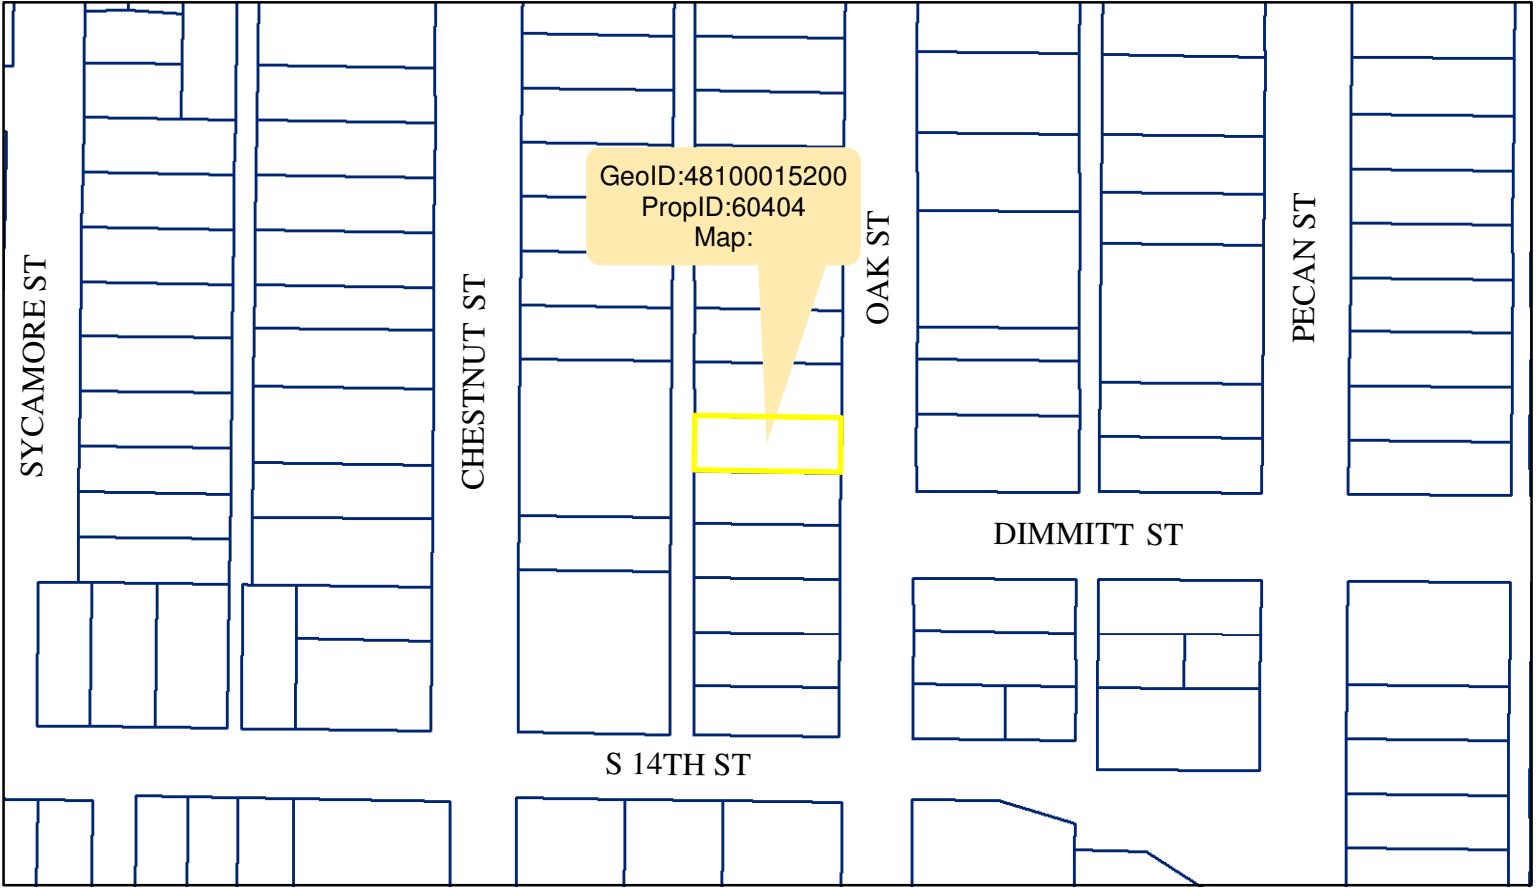 GeoID:48100015200
PropID:60404
Map:
SYCAMORE ST
CHESTNUT ST
OAK ST
PECAN ST
DIMMITT ST
S 14TH ST